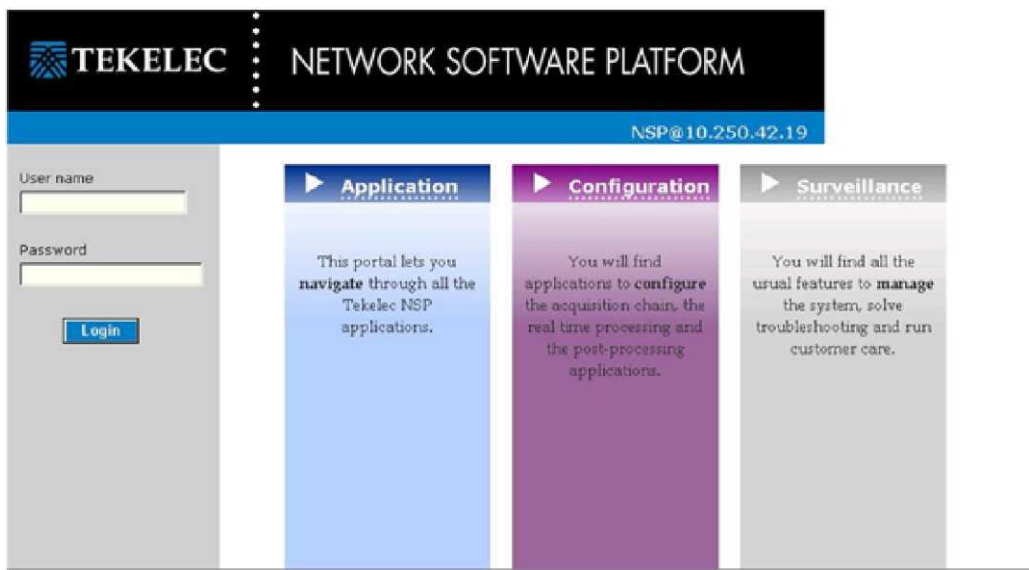 TEKELEC
NETWORK SOFTWARE PLATFORM
NSP@10.250.42.19
User name
Password
Login
Application
This portal lets you
navigate through all the
Tekelec NSP
applications.
Configuration
You will find
applications to configure
the acquisition chain, the
real time processing and
the post-processing
applications.
Surveillance
You will find all the
usual features to manage
the system, solve
troubleshooting and run
customer care.